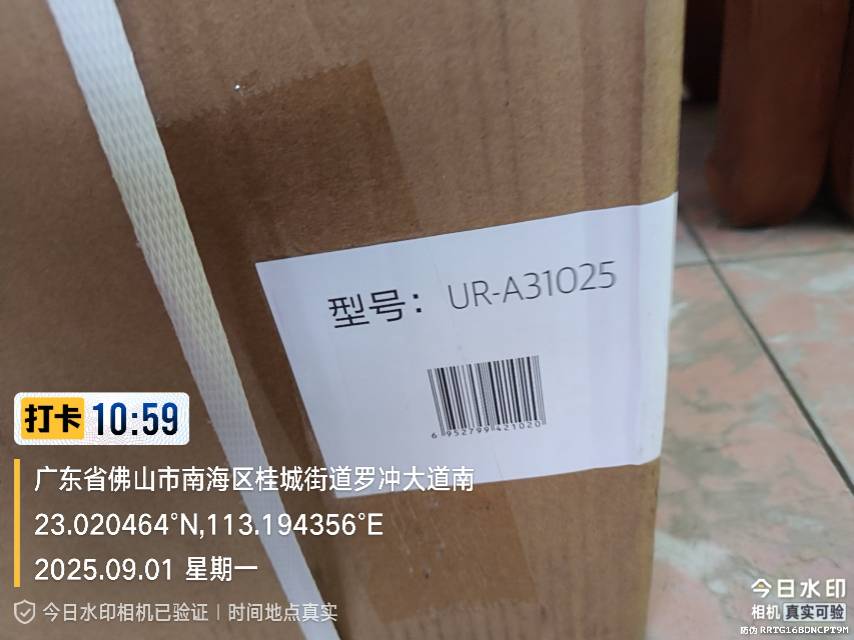 型号： UR-A31025
6 952799 421020
打卡 10:59
广东省佛山市南海区桂城街道罗冲大道南
23.020464°N,113.194356°E
2025.09.01 星期一
今日水印相机已验证 | 时间地点真实
今日水印
相机 真实可验
防伪 RRTG16BDNCPT9M